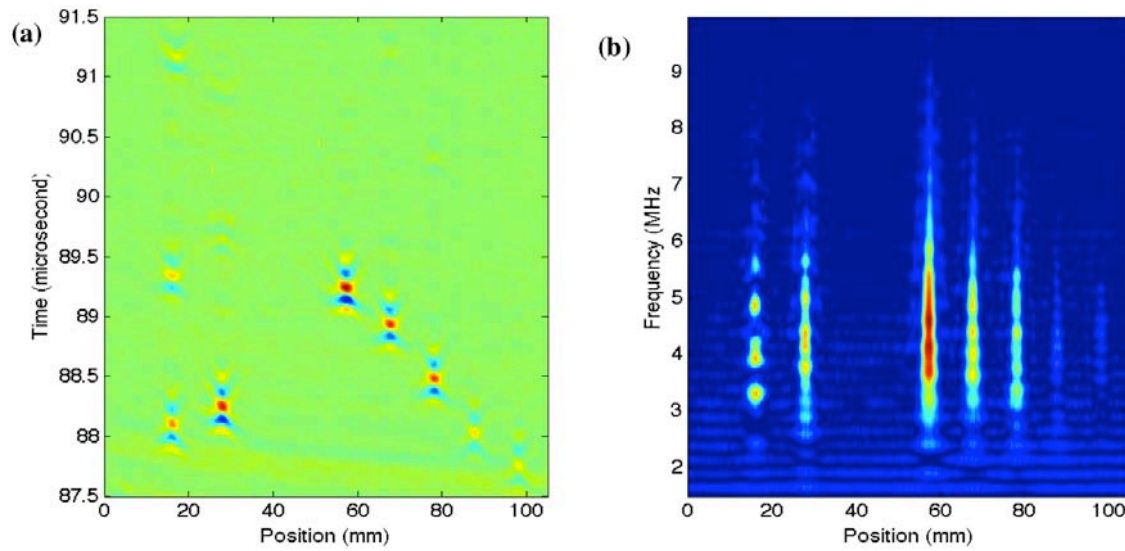 (a)
91.5
91
90.5
90
89.5
89
88.5
88
87.5
Time (microsecond)
0 20 40 60 80 100
Position (mm)
(b)
9
8
7
6
5
4
3
2
Frequency (MHz)
0 20 40 60 80 100
Position (mm)